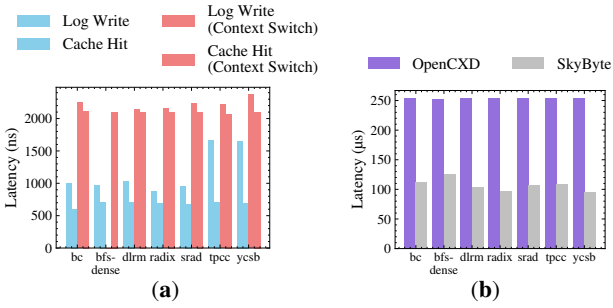 Log Write
Cache Hit
Log Write
(Context Switch)
Cache Hit
(Context Switch)
Latency (ns)
2000
1500
1000
500
0
bc bfs-dense dlrm radix srad tpcc ycsb
(a)
OpenCXD SkyByte
Latency (μs)
250
200
150
100
50
0
bc bfs-dense dlrm radix srad tpcc ycsb
(b)